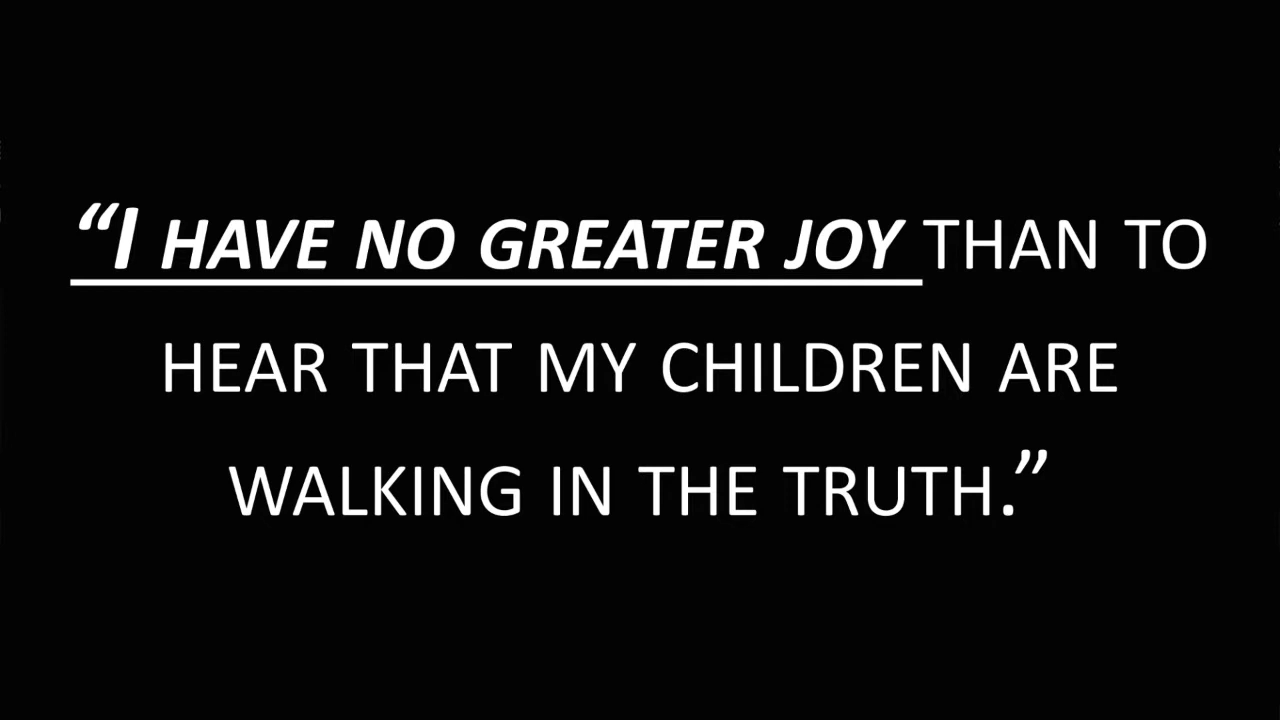 “I HAVE NO GREATER JOY THAN TO
HEAR THAT MY CHILDREN ARE
WALKING IN THE TRUTH.”